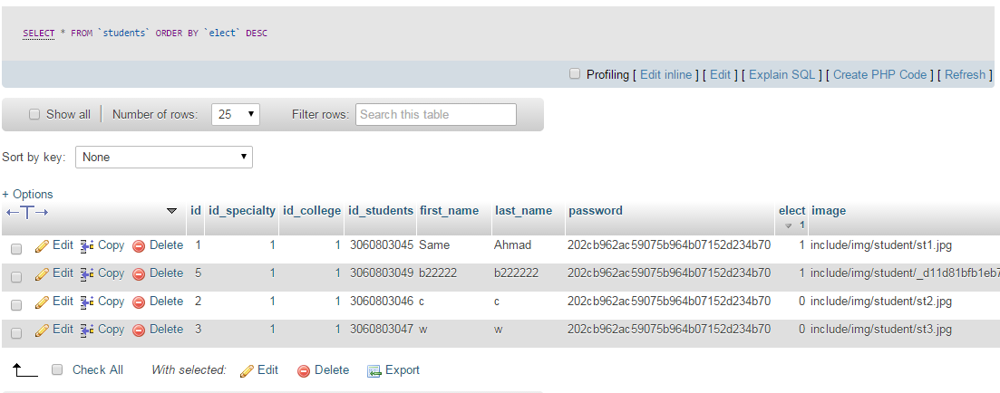 SELECT * FROM `students` ORDER BY `elect` DESC
Profiling [ Edit inline ] [ Edit ] [ Explain SQL ] [ Create PHP Code ] [ Refresh ]
Show all Number of rows: 25 Filter rows: Search this table
Sort by key: None
+ Options
id id_specialty id_college id_students first_name last_name password elect 1 image
Edit Copy Delete 1 1 1 3060803045 Same Ahmad 202cb962ac59075b964b07152d234b70 1 include/img/student/st1.jpg
Edit Copy Delete 5 1 1 3060803049 b22222 b222222 202cb962ac59075b964b07152d234b70 1 include/img/student/_d11d81bfb1eb7
Edit Copy Delete 2 1 1 3060803046 c c 202cb962ac59075b964b07152d234b70 0 include/img/student/st2.jpg
Edit Copy Delete 3 1 1 3060803047 w w 202cb962ac59075b964b07152d234b70 0 include/img/student/st3.jpg
Check All With selected: Edit Delete Export